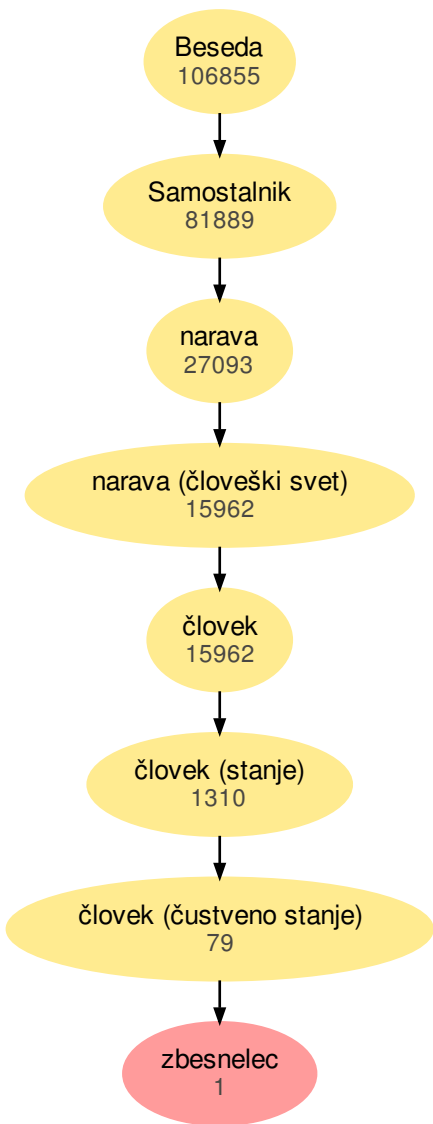 Beseda
106855
Samostalnik
81889
narava
27093
narava (človeški svet)
15962
človek
15962
človek (stanje)
1310
človek (čustveno stanje)
79
zbesnelec
1